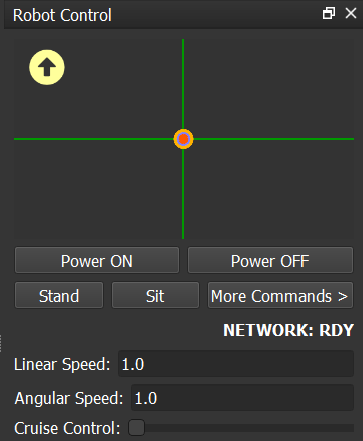 Robot Control
Power ON Power OFF
Stand Sit More Commands >
NETWORK: RDY
Linear Speed: 1.0
Angular Speed: 1.0
Cruise Control: